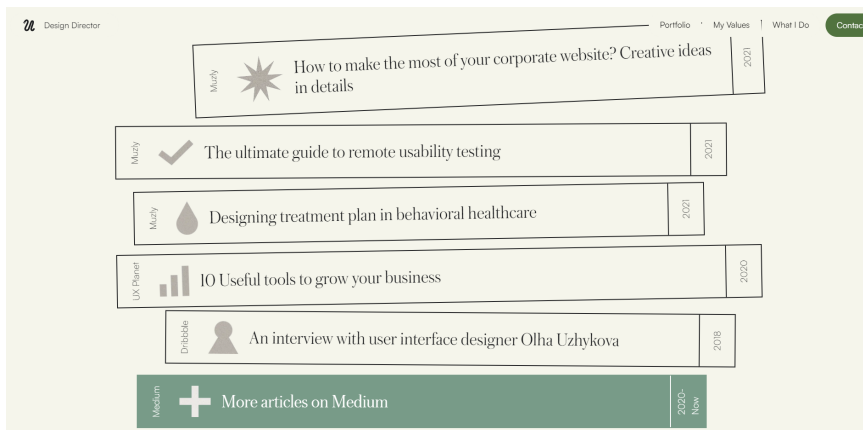 Design Director
Portfolio
My Values
What I Do
Contac
Muzly
How to make the most of your corporate website? Creative ideas
in details
2021
Muzly
The ultimate guide to remote usability testing
2021
Muzly
Designing treatment plan in behavioral healthcare
2021
UX Planet
10 Useful tools to grow your business
2020
Dribbble
An interview with user interface designer Olha Uzhykova
2018
Medium
More articles on Medium
2020-
Now